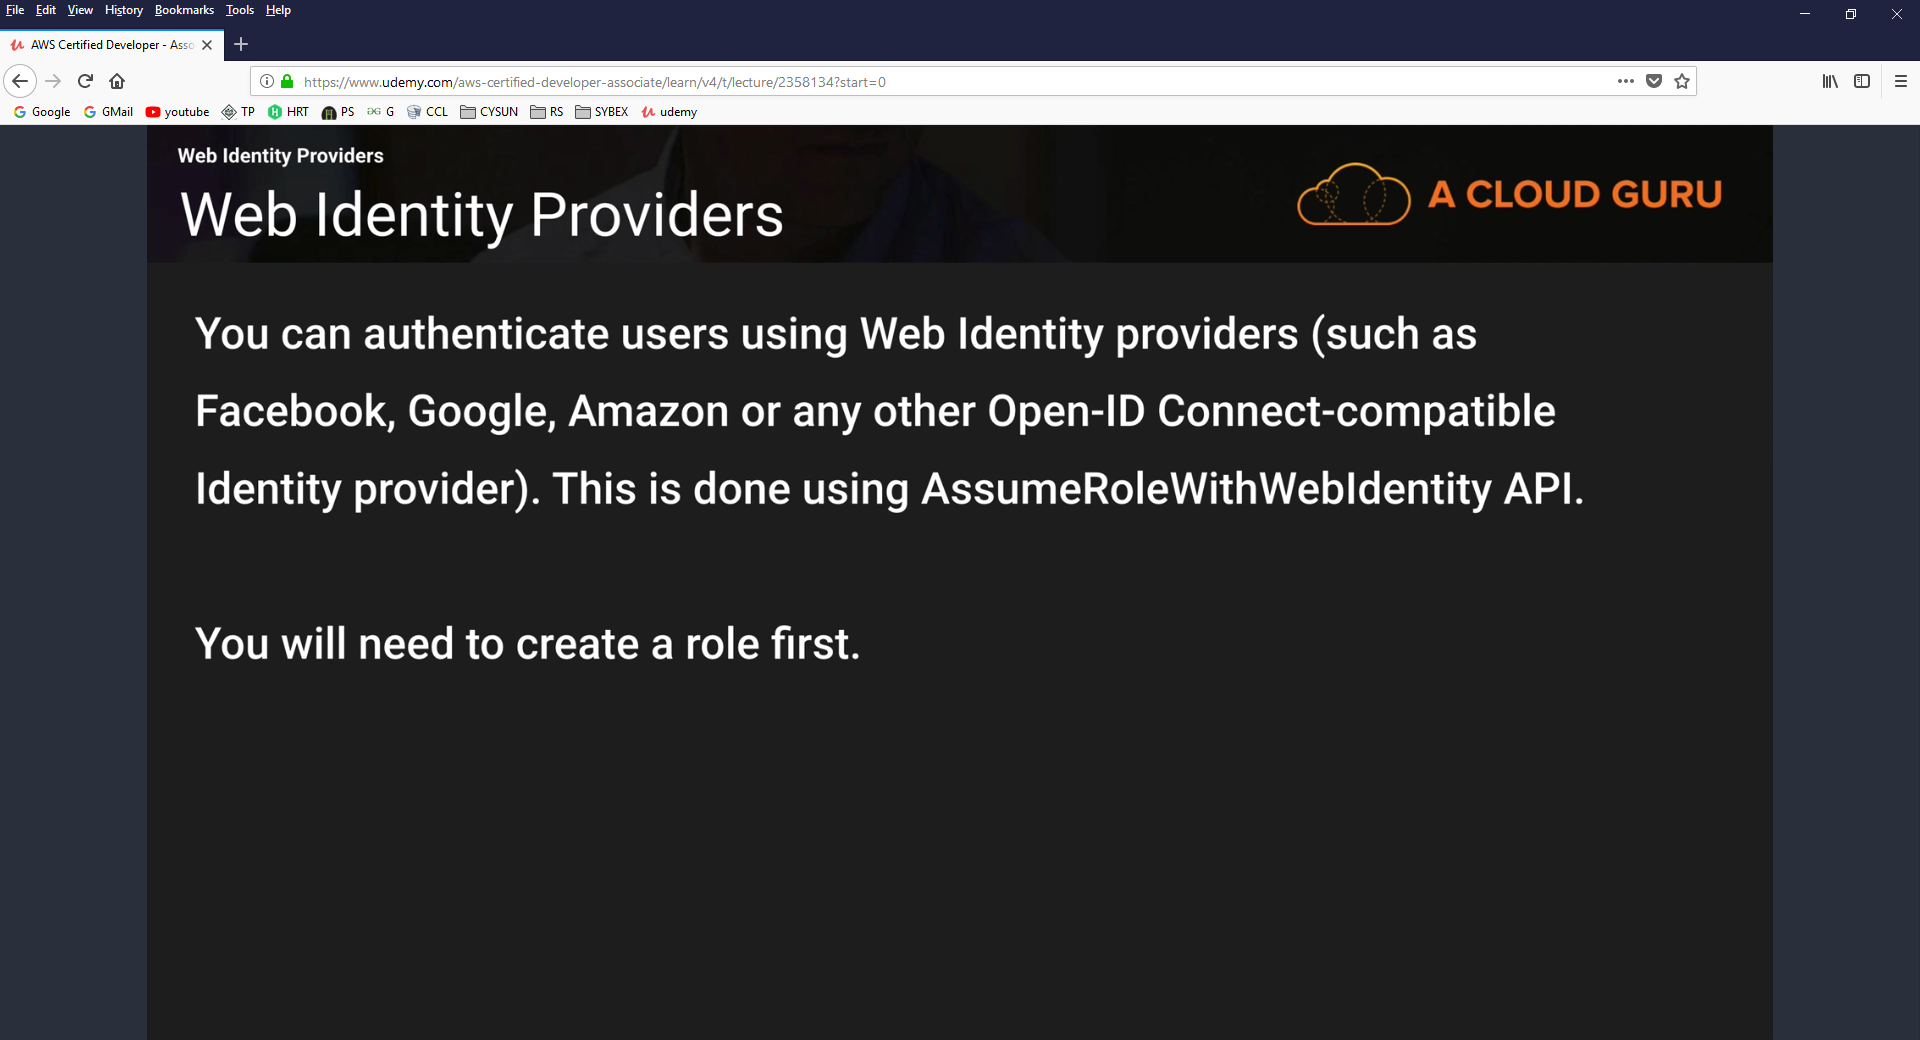 File Edit View History Bookmarks Tools Help
AWS Certified Developer - Asso
https://www.udemy.com/aws-certified-developer-associate/learn/v4/t/lecture/2358134?start=0
Google GMail youtube TP HRT PS G CCL CYSUN RS SYBEX udemy
Web Identity Providers
Web Identity Providers
A CLOUD GURU
You can authenticate users using Web Identity providers (such as
Facebook, Google, Amazon or any other Open-ID Connect-compatible
Identity provider). This is done using AssumeRoleWithWebIdentity API.
You will need to create a role first.